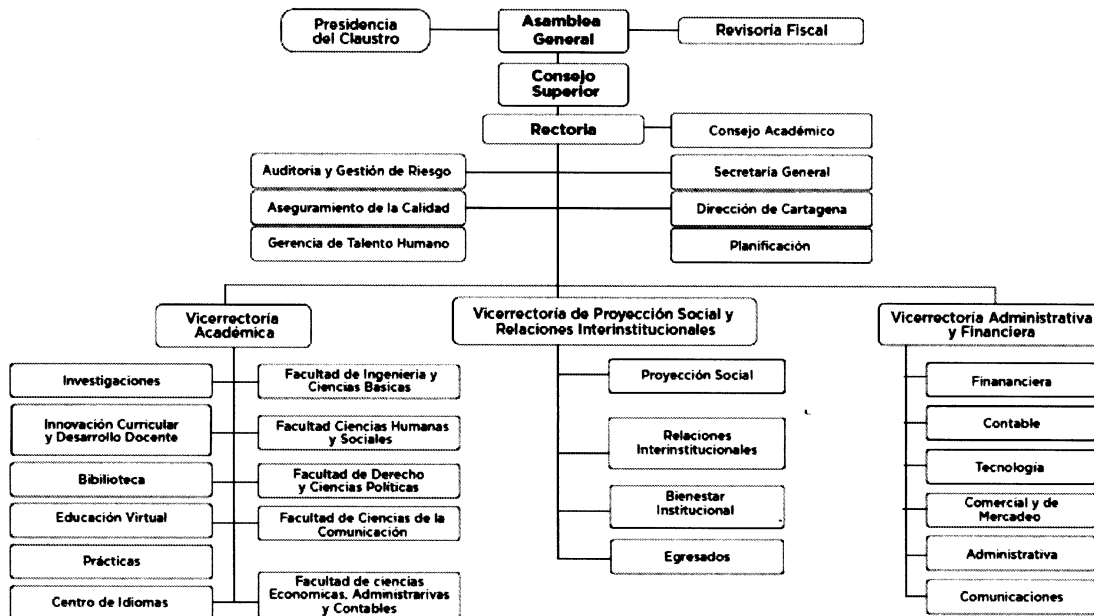 Presidencia
del Claustro
Asamblea
General
Revisoría Fiscal
Consejo
Superior
Rectoria
Consejo Académico
Auditoria y Gestión de Riesgo
Secretaría General
Aseguramiento de la Calidad
Dirección de Cartagena
Gerencia de Talento Humano
Planificación
Vicerrectoría
Académica
Vicerrectoría de Proyección Social y
Relaciones Interinstitucionales
Vicerrectoría Administrativa
y Financiera
Investigaciones
Innovación Curricular
y Desarrollo Docente
Bibilioteca
Educación Virtual
Prácticas
Centro de Idiomas
Facultad de Ingenieria y
Ciencias Basicas
Facultad Ciencias Humanas
y Sociales
Facultad de Derecho
y Ciencias Políticas
Facultad de Ciencias de la
Comunicación
Facultad de ciencias
Economicas, Administrarivas
y Contables
Proyección Social
Relaciones
Interinstitucionales
Bienestar
Institucional
Egresados
Finananciera
Contable
Tecnología
Comercial y de
Mercadeo
Administrativa
Comunicaciones